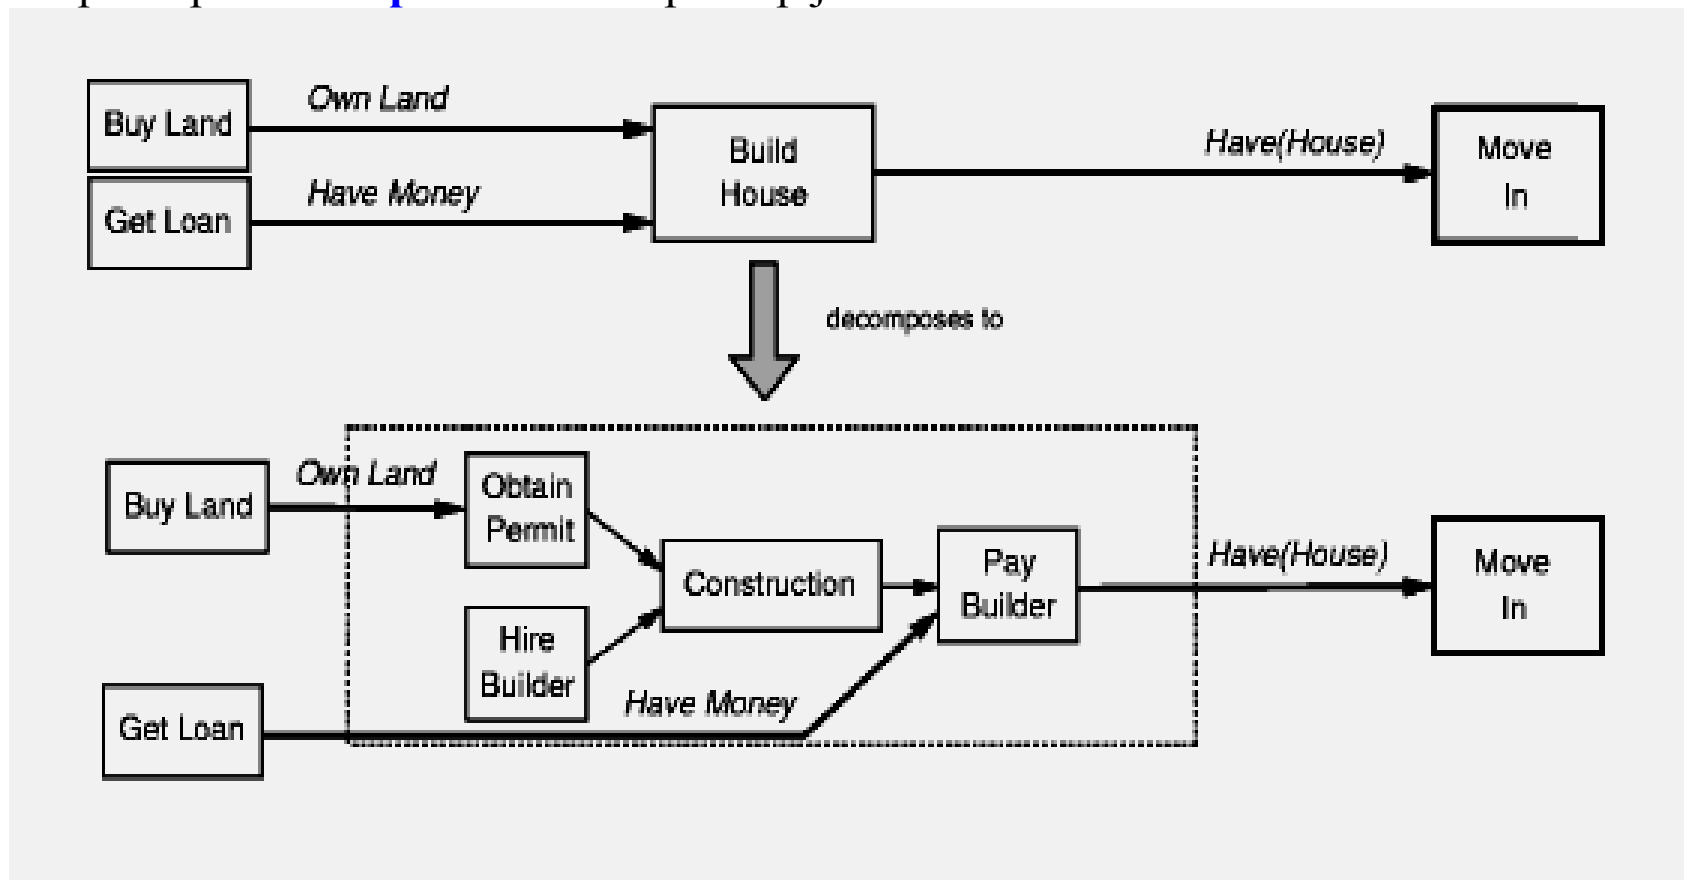 Own Land
Buy Land
Have Money
Get Loan
Build
House
Have(House)
Move
In
decomposes to
Own Land
Buy Land
Obtain
Permit
Construction
Hire
Builder
Have Money
Get Loan
Pay
Builder
Have(House)
Move
In